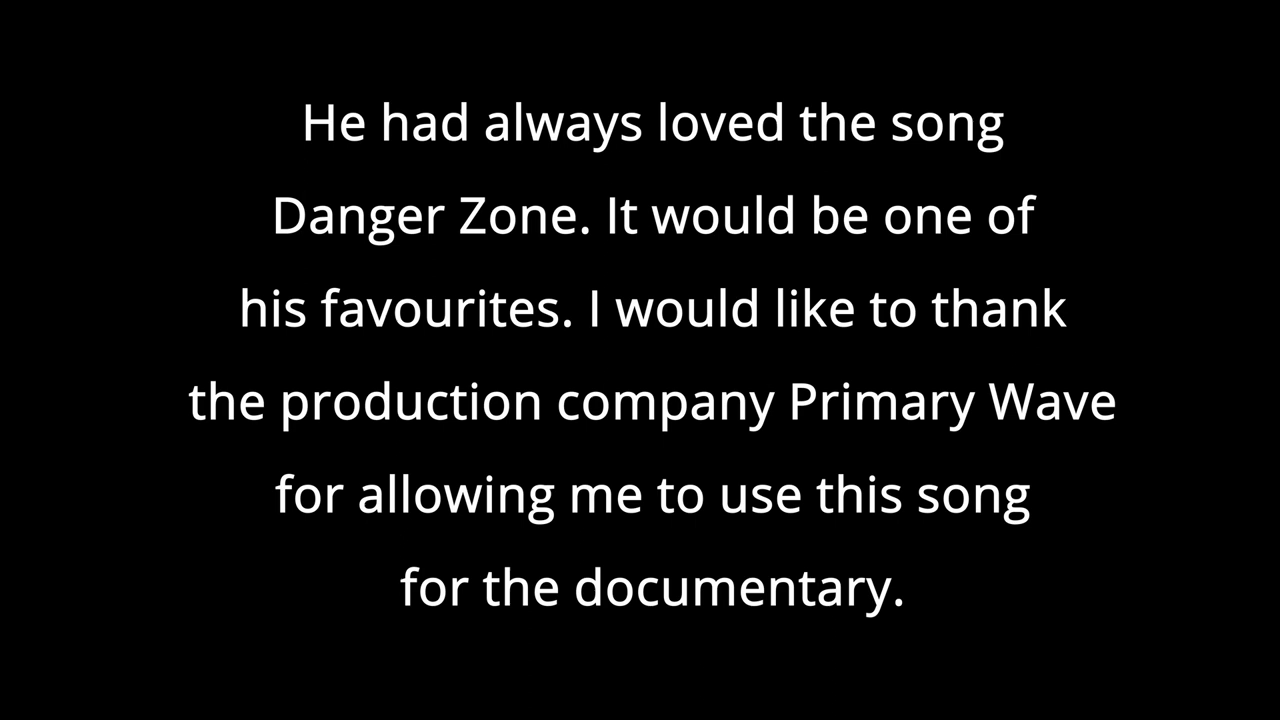 He had always loved the song
Danger Zone. It would be one of
his favourites. I would like to thank
the production company Primary Wave
for allowing me to use this song
for the documentary.